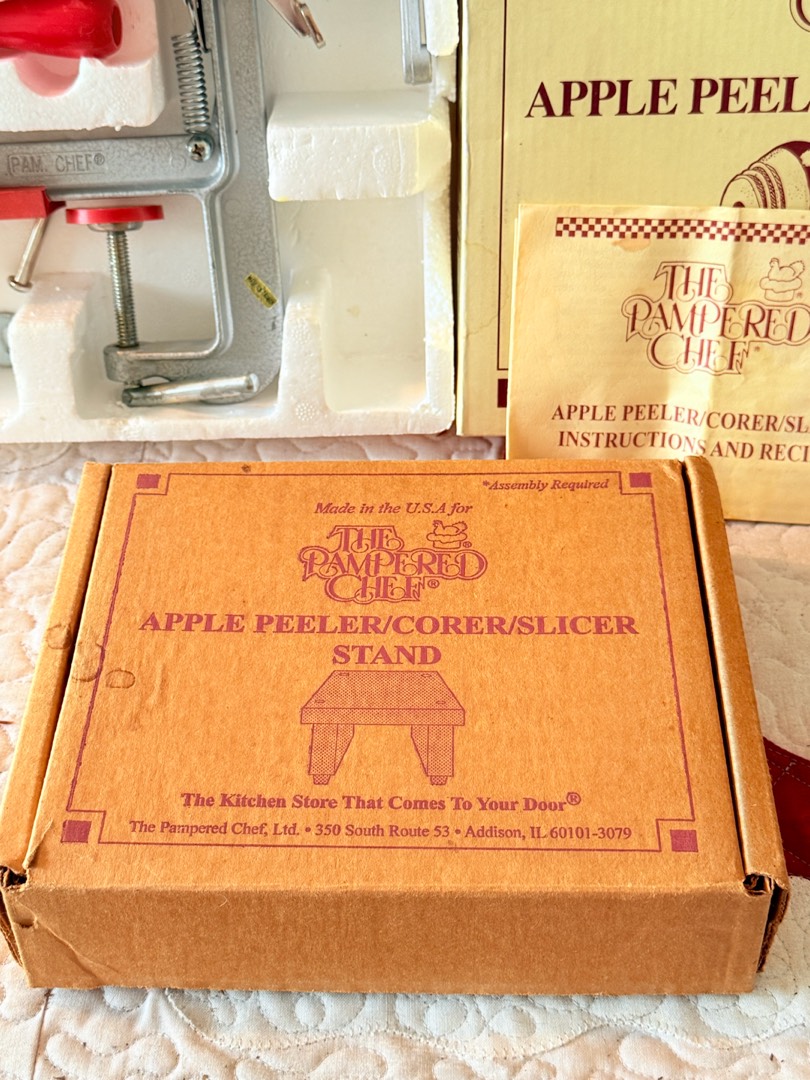 PAM. CHEF®
APPLE PEEL
THE
PAMPERED
CHEF®
APPLE PEELER/CORER/SL
INSTRUCTIONS AND RECI
*Assembly Required
Made in the U.S.A for
THE
PAMPERED
CHEF®
APPLE PEELER/CORER/SLICER
STAND
The Kitchen Store That Comes To Your Door®
The Pampered Chef, Ltd. • 350 South Route 53 • Addison, IL 60101-3079